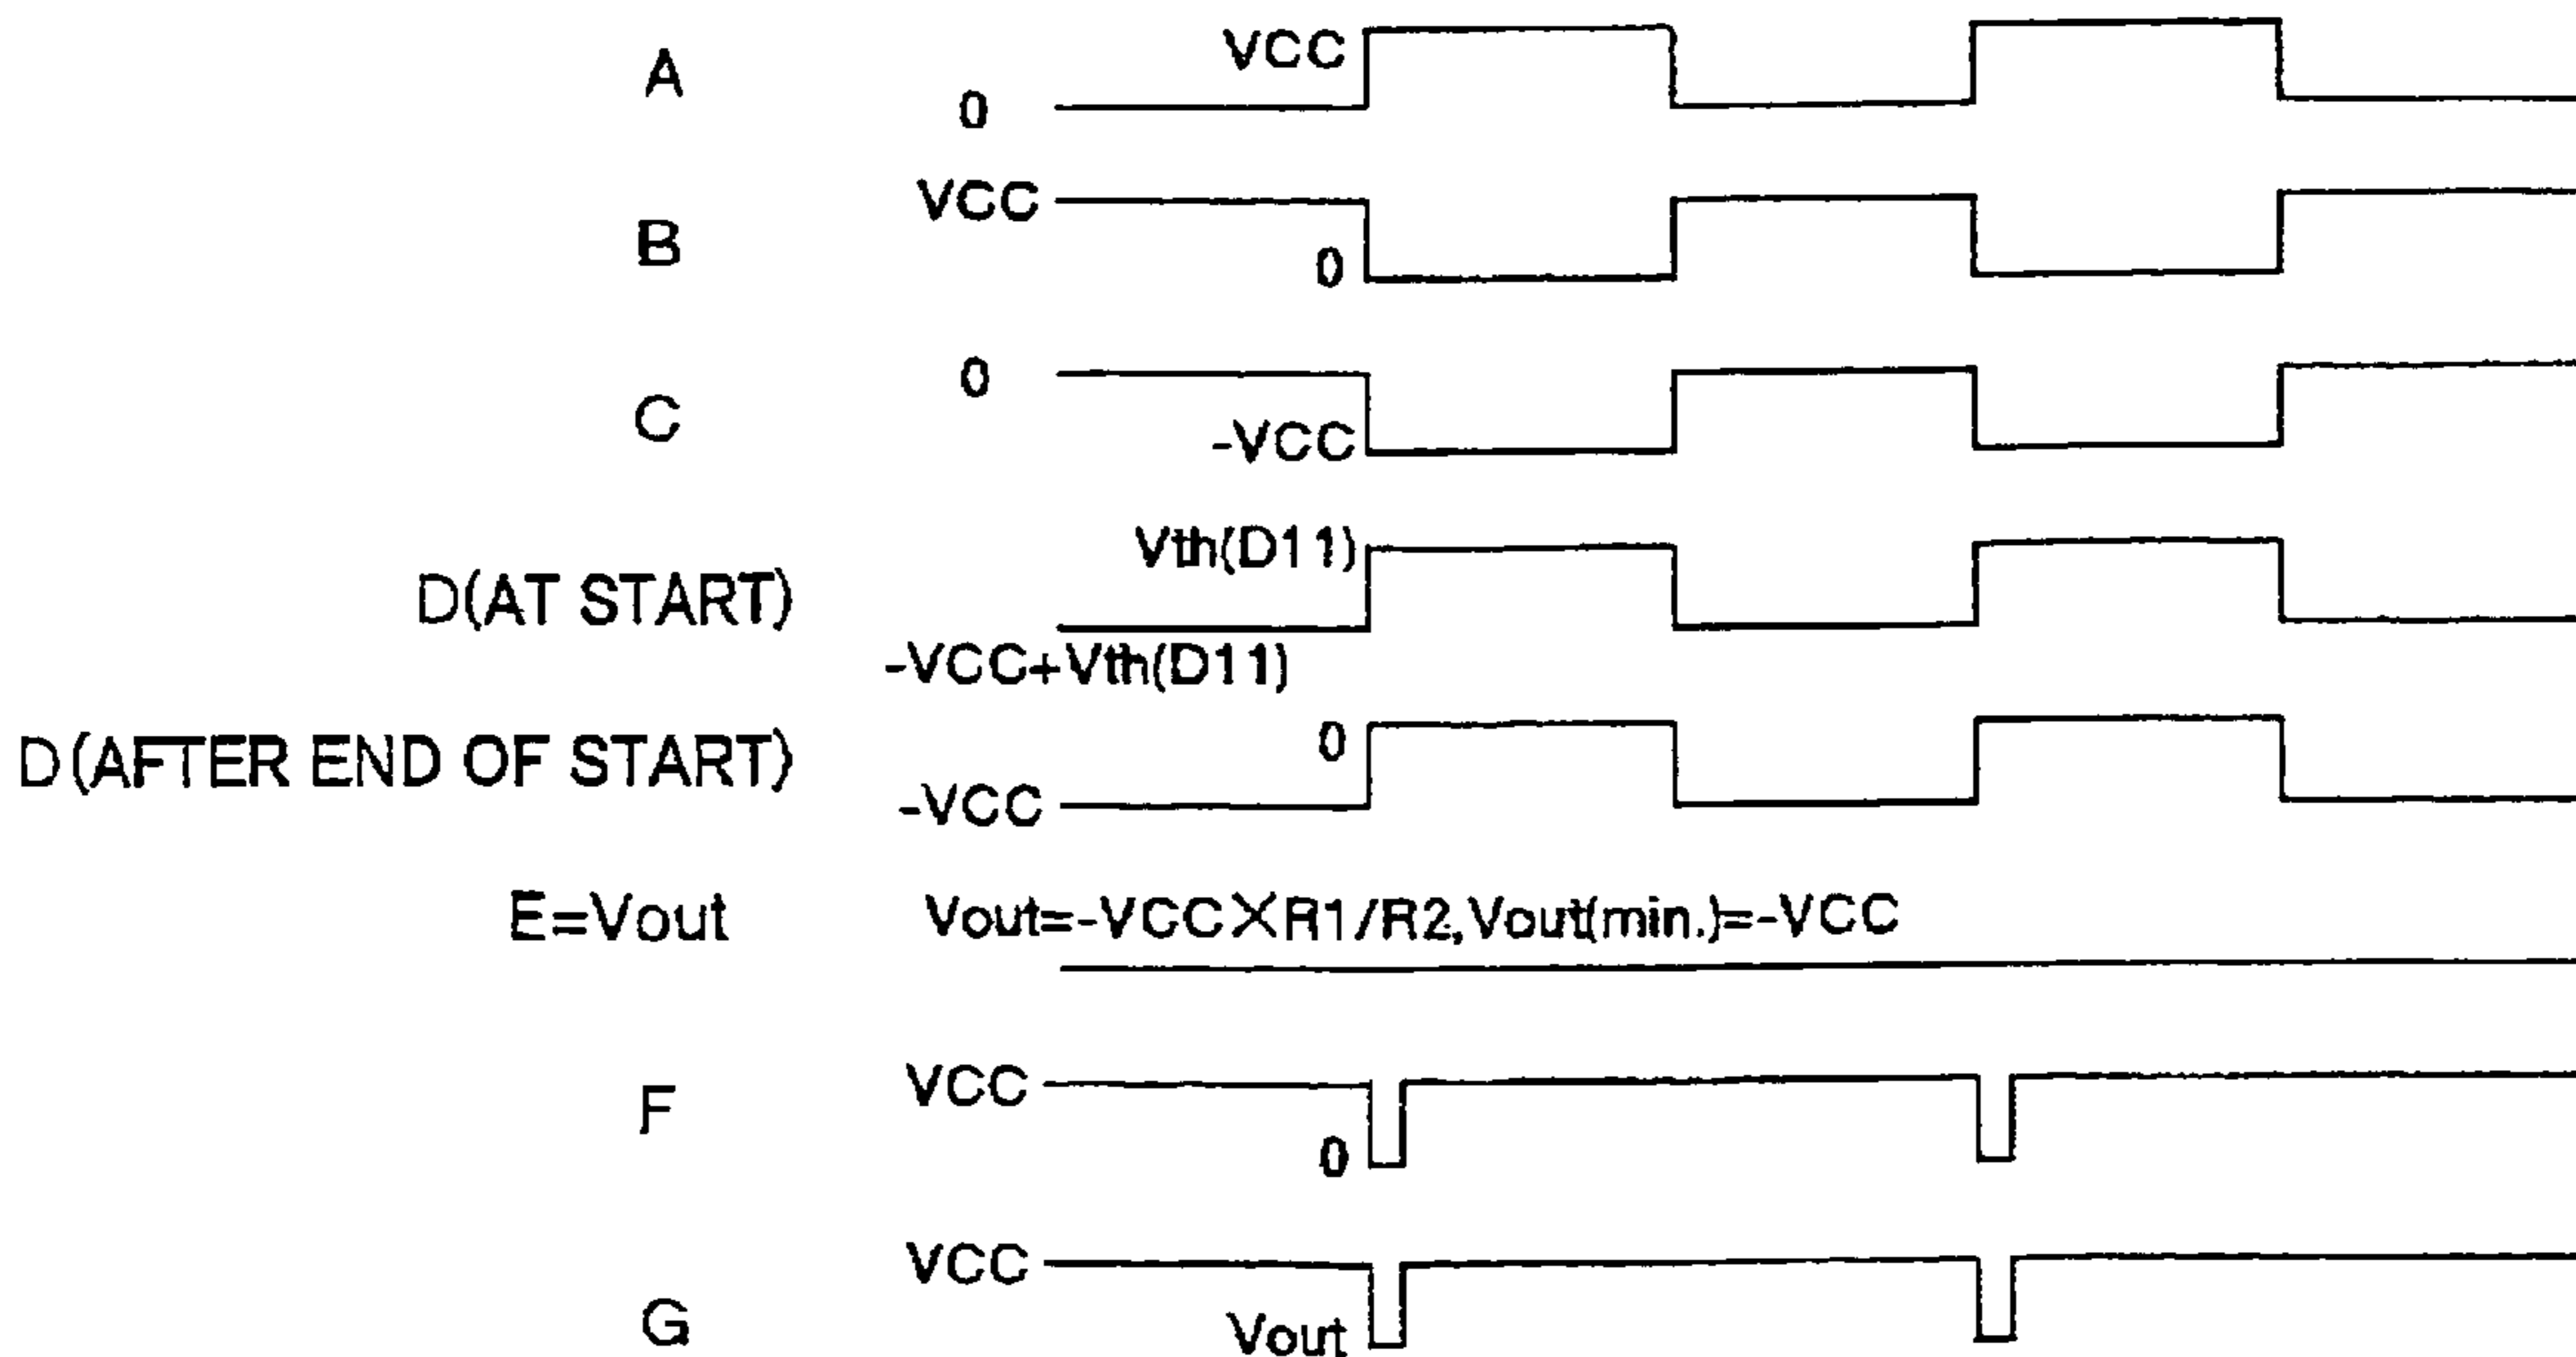 A
VCC
0
B
VCC
0
C
0
-VCC
D(AT START)
Vth(D11)
-VCC+Vth(D11)
D(AFTER END OF START)
0
-VCC
E=Vout
Vout=-VCC×R1/R2,Vout(min.)=-VCC
F
VCC
0
G
VCC
Vout